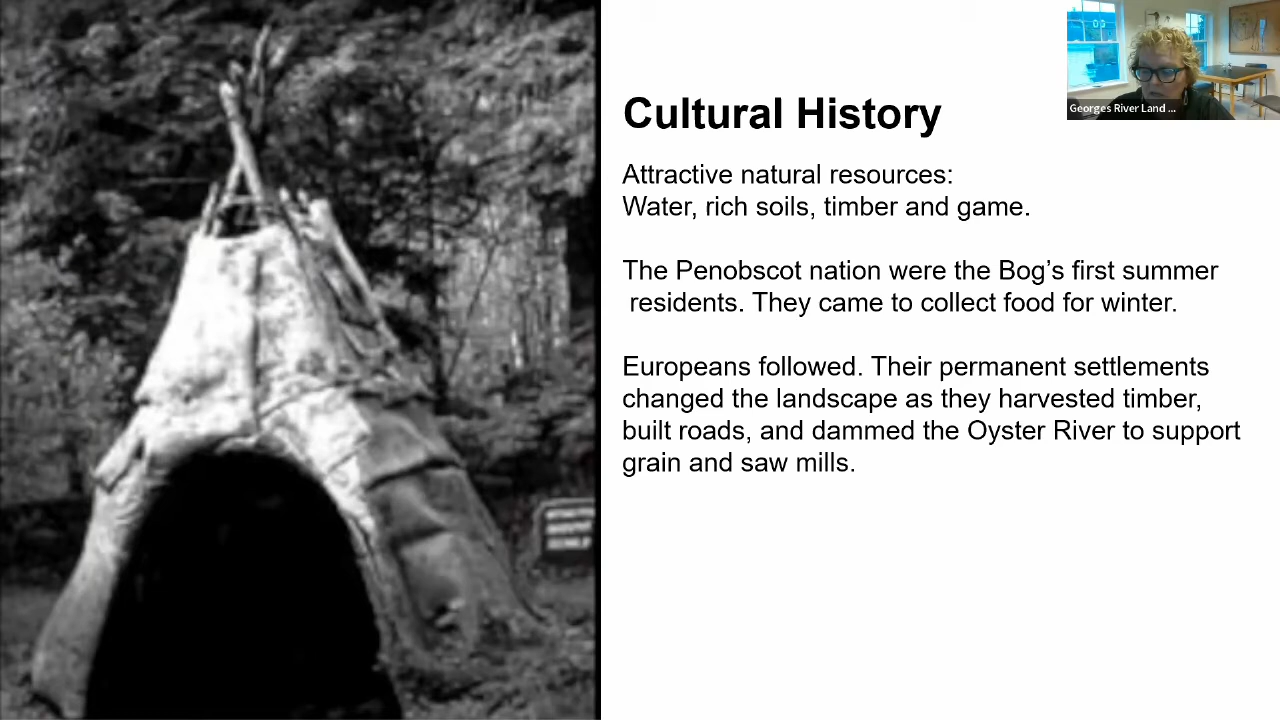 Cultural History
Georges River Land ...
Attractive natural resources:
Water, rich soils, timber and game.
The Penobscot nation were the Bog’s first summer
residents. They came to collect food for winter.
Europeans followed. Their permanent settlements
changed the landscape as they harvested timber,
built roads, and dammed the Oyster River to support
grain and saw mills.